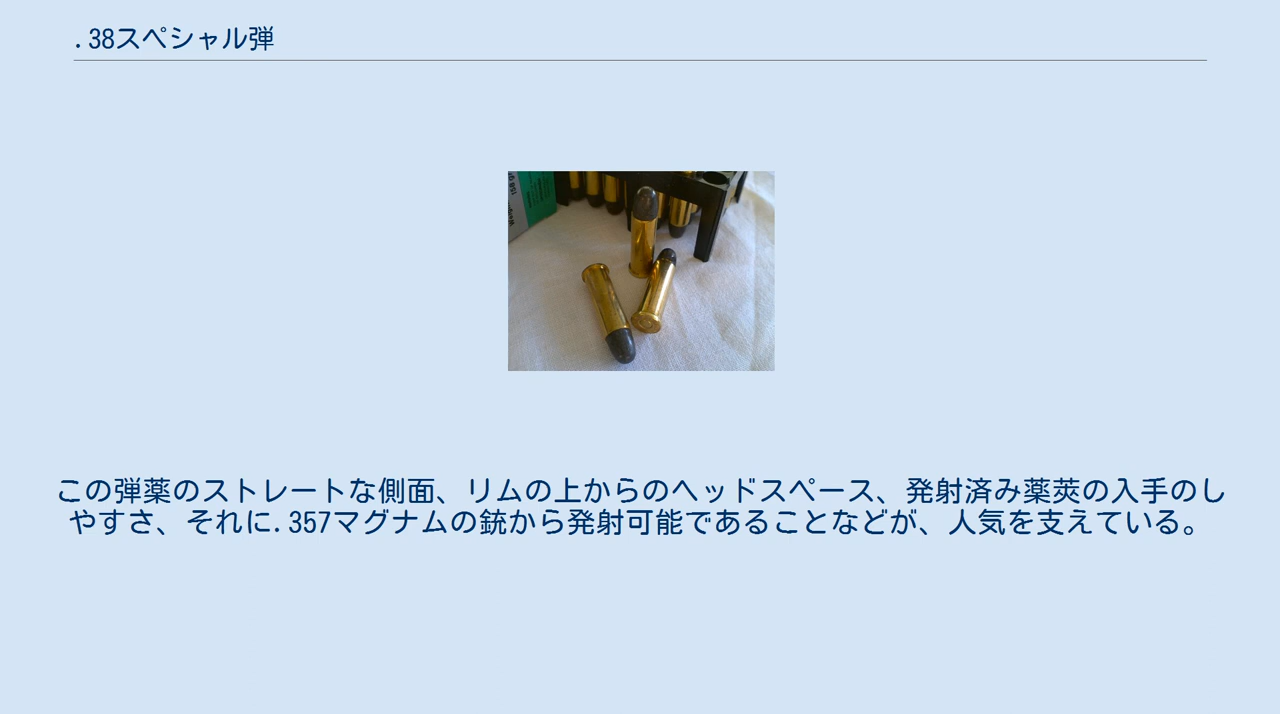 .38スペシャル弾
158 gr
この弾薬のストレートな側面、リムの上からのヘッドスペース、発射済み薬莢の入手のし
やすさ、それに.357マグナムの銃から発射可能であることなどが、人気を支えている。